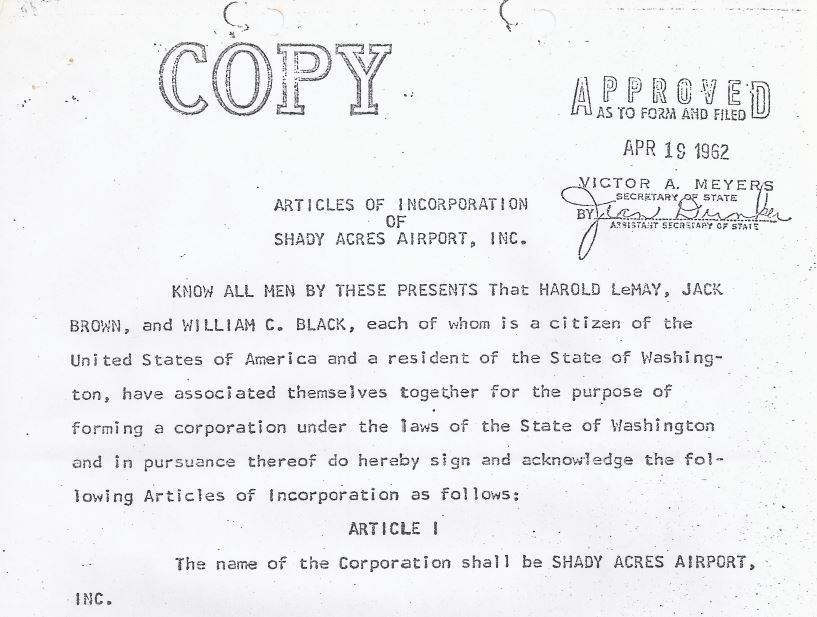 COPY
APPROVED
AS TO FORM AND FILED
APR 19 1962
VICTOR A. MEYERS
SECRETARY OF STATE
BY Jean
ASSISTANT SECRETARY OF STATE
ARTICLES OF INCORPORATION
OF
SHADY ACRES AIRPORT, INC.
KNOW ALL MEN BY THESE PRESENTS That HAROLD LeMAY, JACK
BROWN, and WILLIAM C. BLACK, each of whom is a citizen of the
United States of America and a resident of the State of Washing-
ton, have associated themselves together for the purpose of
forming a corporation under the laws of the State of Washington
and in pursuance thereof do hereby sign and acknowledge the fol-
lowing Articles of Incorporation as follows:
ARTICLE I
The name of the Corporation shall be SHADY ACRES AIRPORT,
INC.